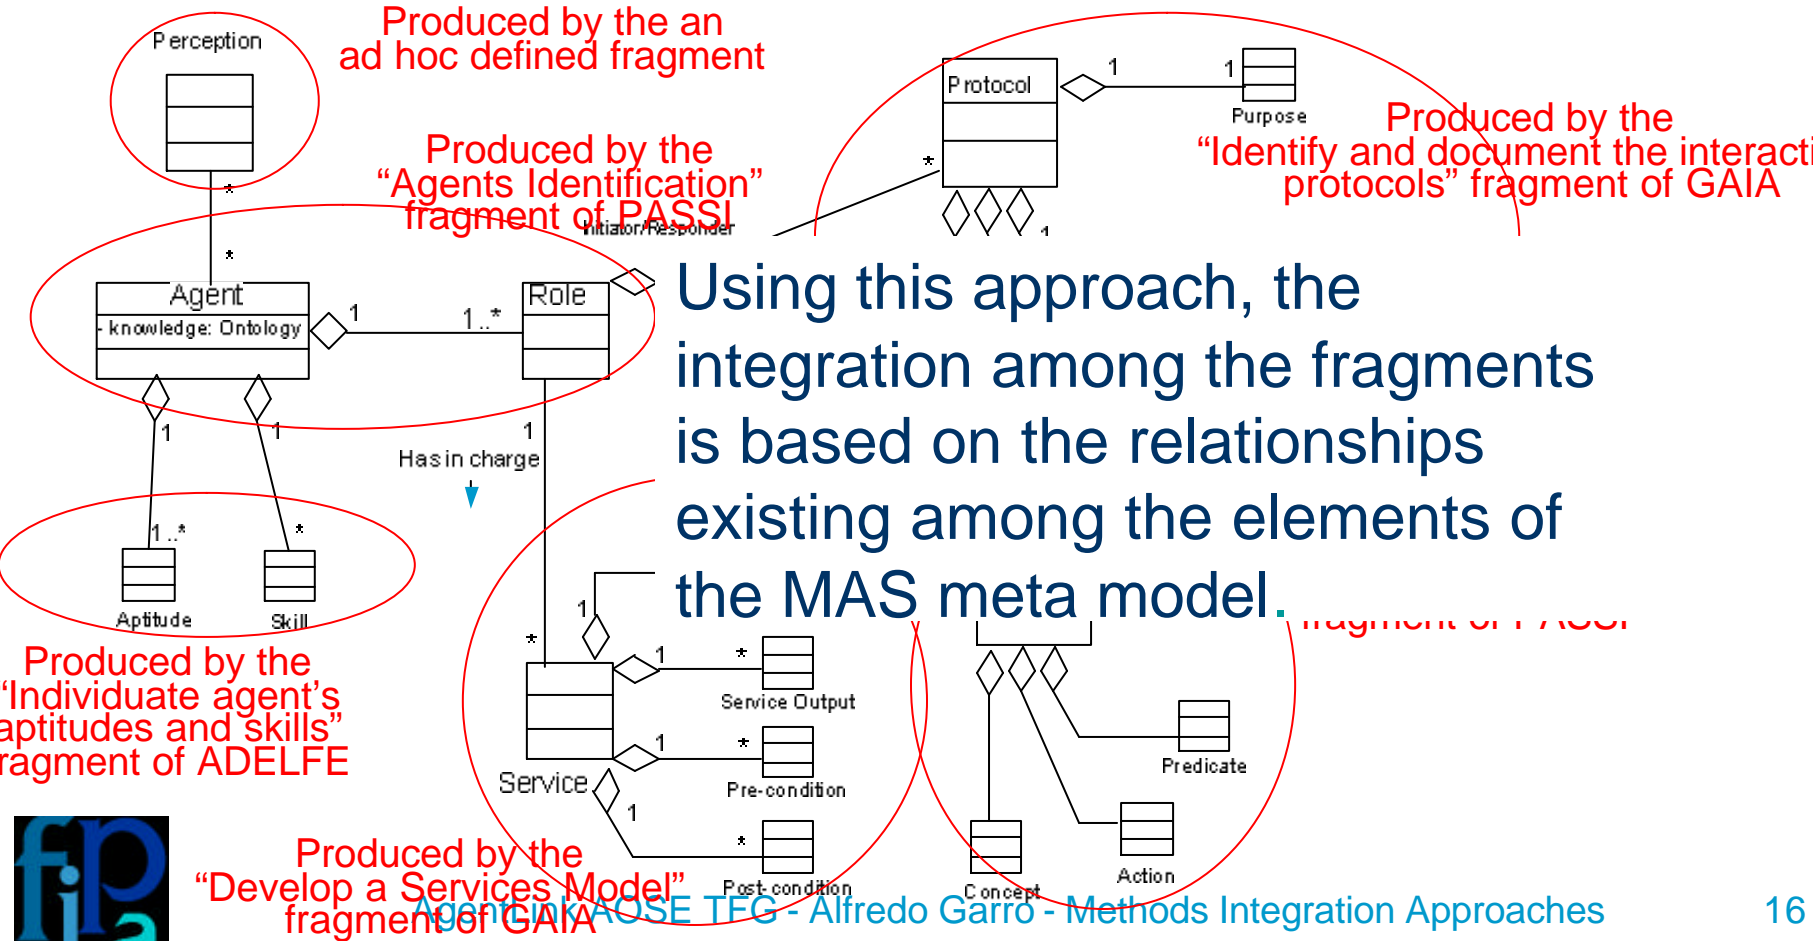 Produced by the an
ad hoc defined fragment
Perception
Protocol
1
1
Purpose
Produced by the
“Identify and document the interacti
protocols” fragment of GAIA
Produced by the
“Agents Identification”
fragment of PASSI
Initiator/Responder
*
*
*
1
Agent
- knowledge: Ontology
1
1..*
Role
Using this approach, the
integration among the fragments
is based on the relationships
existing among the elements of
the MAS meta model.
1
1
1
Has in charge
1..*
*
Aptitude
Skill
1
*
Produced by the
“Individuate agent’s
aptitudes and skills”
ragment of ADELFE
1
*
Service Output
1
*
Pre-condition
Service
1
*
Post-condition
fragment of PASSI
Predicate
Action
Concept
fipa
Produced by the
“Develop a Services Model”
fragment of GAIA
AgentLink AOSE TFG - Alfredo Garro - Methods Integration Approaches
16